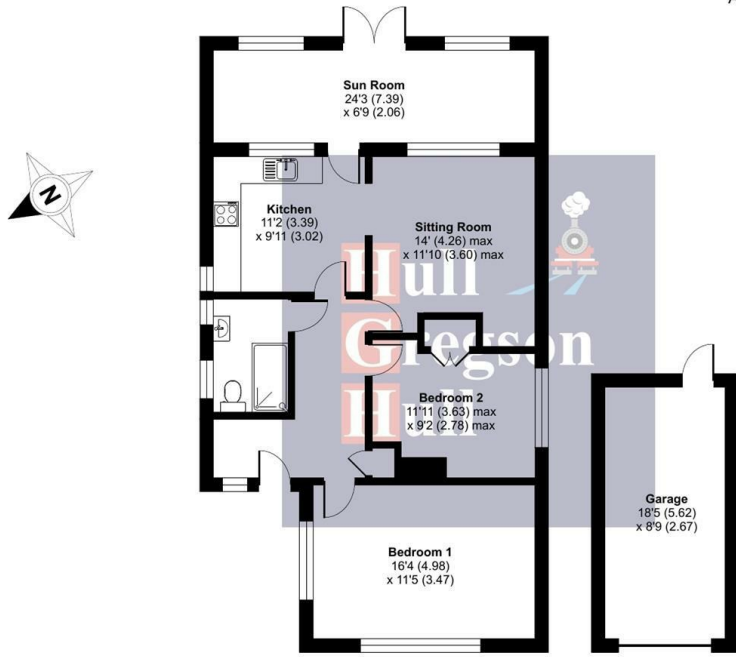 Sun Room
24'3 (7.39)
x 6'9 (2.06)
N
Kitchen
11'2 (3.39)
x 9'11 (3.02)
Sitting Room
14' (4.26) max
x 11'10 (3.60) max
Hull
Gregson
Hull
Bedroom 2
11'11 (3.63) max
x 9'2 (2.78) max
Garage
18'5 (5.62)
x 8'9 (2.67)
Bedroom 1
16'4 (4.98)
x 11'5 (3.47)